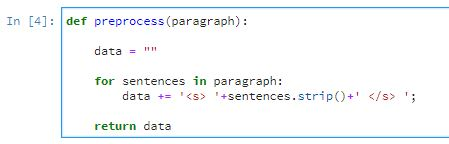 In [4]: def preprocess(paragraph):
data = ""
for sentences in paragraph:
data += '<s> '+sentences.strip()+' </s> ';
return data